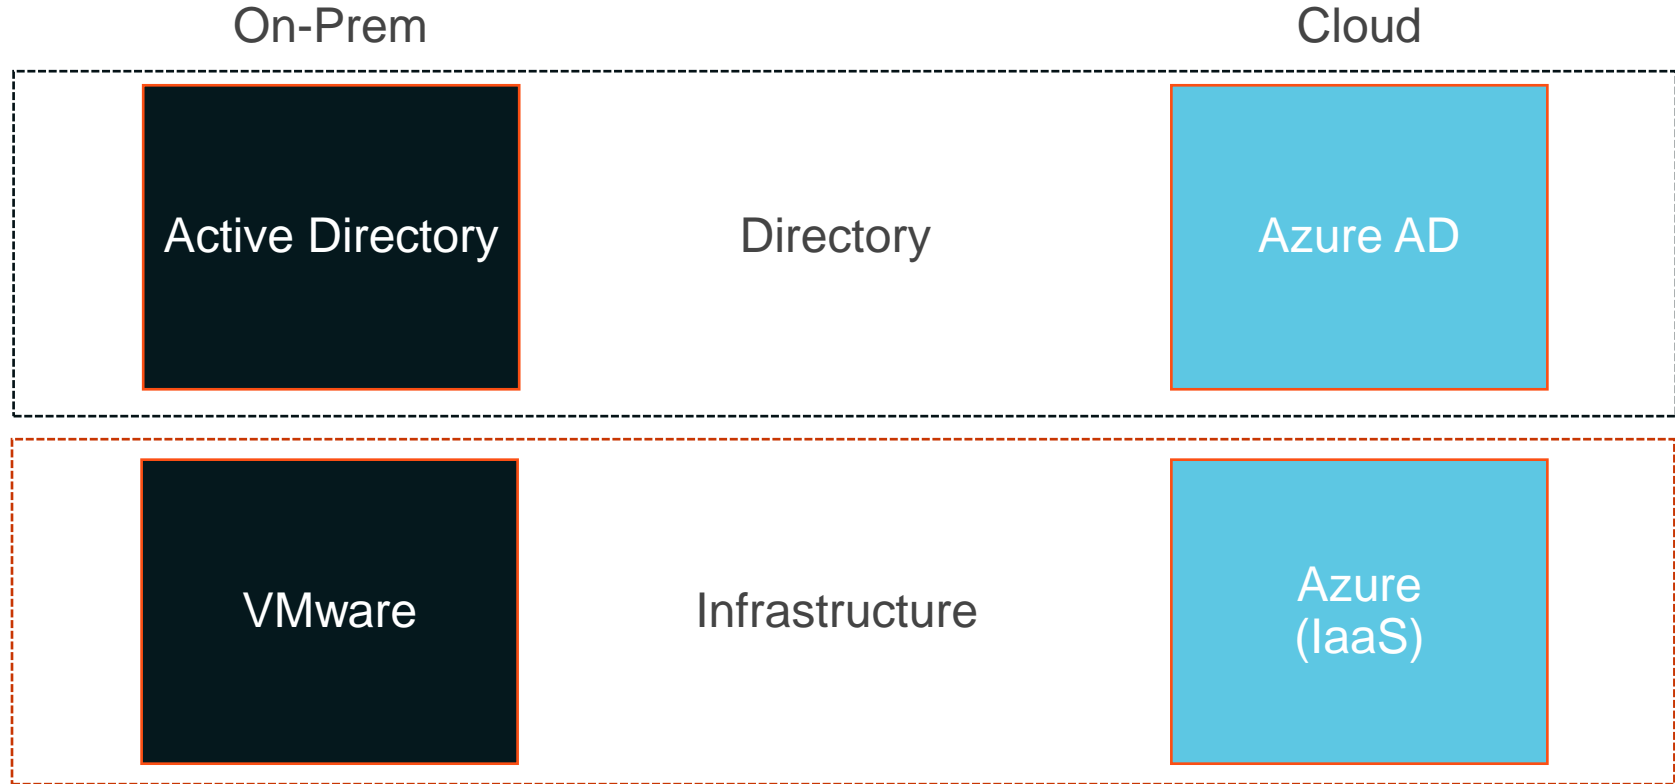 On-Prem
Cloud
Active Directory
Directory
Azure AD
VMware
Infrastructure
Azure
(IaaS)